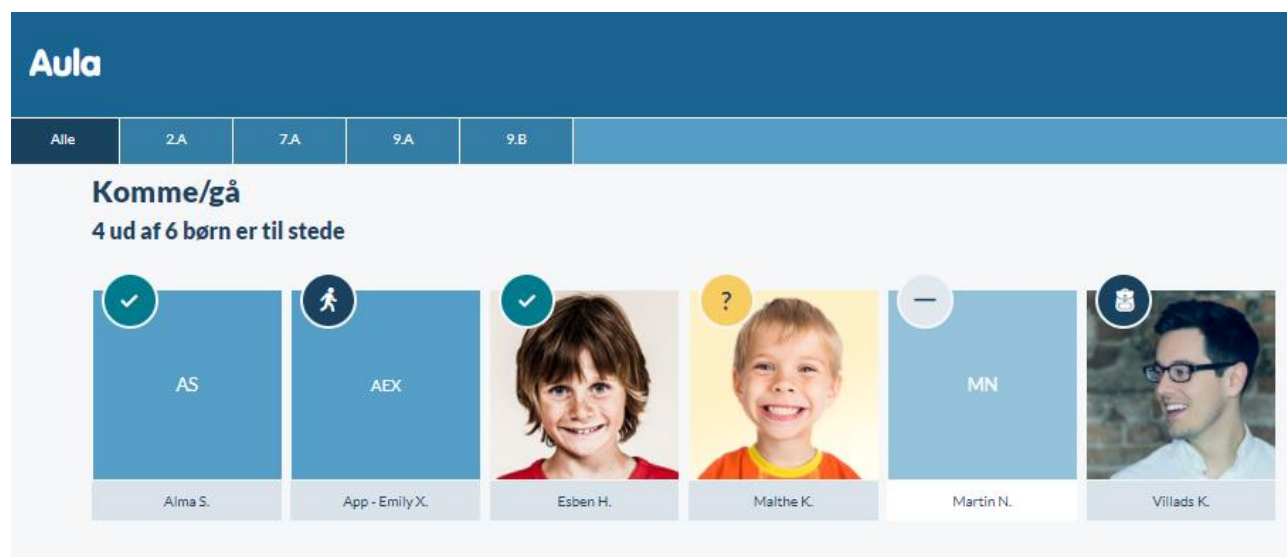 Aula
Alle 2.A 7.A 9.A 9.B
Komme/gå
4 ud af 6 børn er til stede
?
AS AEX MN
Alma S. App - Emily X. Esben H. Malthe K. Martin N. Villads K.